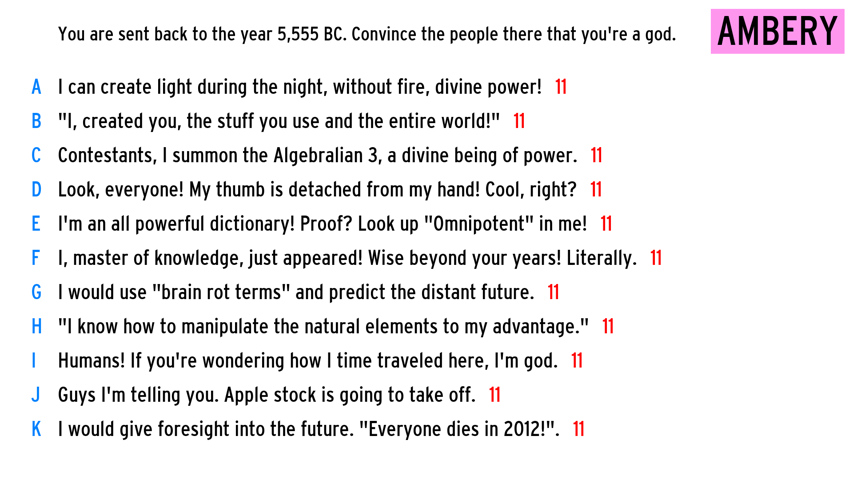 You are sent back to the year 5,555 BC. Convince the people there that you're a god.
AMBERY
A I can create light during the night, without fire, divine power! 11
B "I, created you, the stuff you use and the entire world!" 11
C Contestants, I summon the Algebralian 3, a divine being of power. 11
D Look, everyone! My thumb is detached from my hand! Cool, right? 11
E I'm an all powerful dictionary! Proof? Look up "Omnipotent" in me! 11
F I, master of knowledge, just appeared! Wise beyond your years! Literally. 11
G I would use "brain rot terms" and predict the distant future. 11
H "I know how to manipulate the natural elements to my advantage." 11
I Humans! If you're wondering how I time traveled here, I'm god. 11
J Guys I'm telling you. Apple stock is going to take off. 11
K I would give foresight into the future. "Everyone dies in 2012!". 11